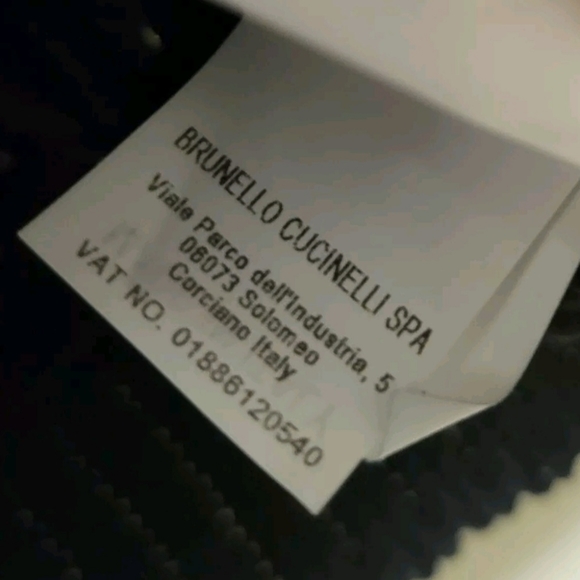 BRUNELLO CUCINELLI SPA
Viale Parco dell'Industria, 5
06073 Solomeo
Corciano Italy
VAT NO. 01886120540